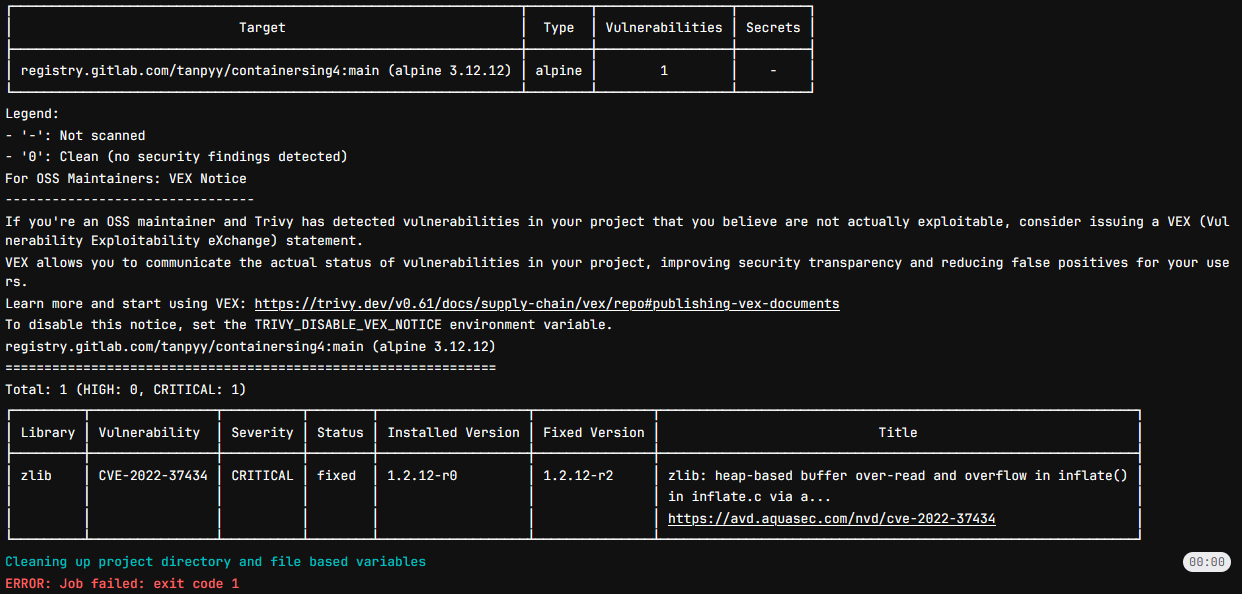 Target Type Vulnerabilities Secrets
registry.gitlab.com/tanpyy/containersing4:main (alpine 3.12.12) alpine 1 -
Legend:
- '-': Not scanned
- '0': Clean (no security findings detected)
For OSS Maintainers: VEX Notice
--------------------------------
If you're an OSS maintainer and Trivy has detected vulnerabilities in your project that you believe are not actually exploitable, consider issuing a VEX (Vul
nerability Exploitability eXchange) statement.
VEX allows you to communicate the actual status of vulnerabilities in your project, improving security transparency and reducing false positives for your use
rs.
Learn more and start using VEX: https://trivy.dev/v0.61/docs/supply-chain/vex/repo#publishing-vex-documents
To disable this notice, set the TRIVY_DISABLE_VEX_NOTICE environment variable.
registry.gitlab.com/tanpyy/containersing4:main (alpine 3.12.12)
===============================================================
Total: 1 (HIGH: 0, CRITICAL: 1)
Library Vulnerability Severity Status Installed Version Fixed Version Title
zlib CVE-2022-37434 CRITICAL fixed 1.2.12-r0 1.2.12-r2 zlib: heap-based buffer over-read and overflow in inflate()
in inflate.c via a...
https://avd.aquasec.com/nvd/cve-2022-37434
Cleaning up project directory and file based variables 00:00
ERROR: Job failed: exit code 1